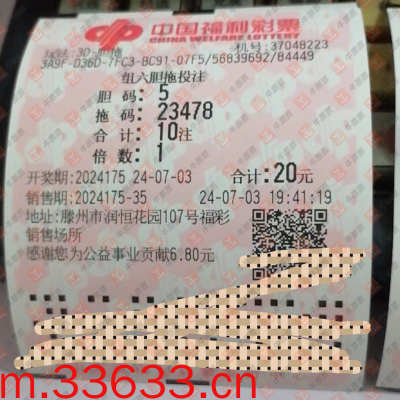 中国福利彩票
CHINA WELFARE LOTTERY
玩法: 3D-胆拖
机号: 37048223
3A9F-D36D-7FC3-BC91-07F5/56839692/84449
组六胆拖投注
胆 码: 5
拖 码: 23478
合 计: 10注
倍 数: 1
开奖期: 2024175 24-07-03 合计: 20元
销售期: 2024175-35 24-07-03 19:41:19
地址: 滕州市润恒花园107号福彩
销售场所
感谢您为公益事业贡献6.80元
m.33633.cn